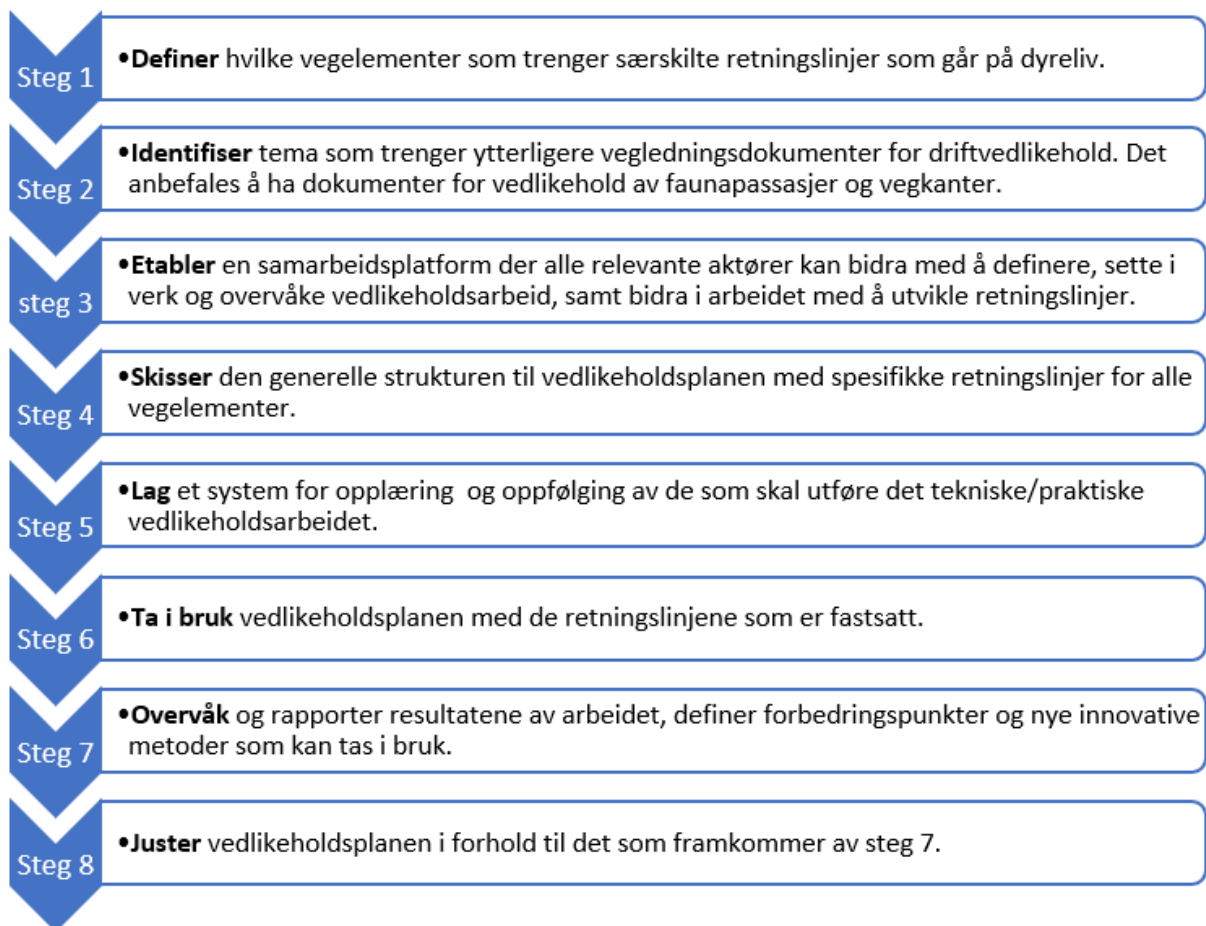 Steg 1
•Definer hvilke vegelementer som trenger særskilte retningslinjer som går på dyreliv.
Steg 2
•Identifiser tema som trenger ytterligere vegledningsdokumenter for driftvedlikehold. Det
anbefales å ha dokumenter for vedlikehold av faunapassasjer og vegkanter.
steg 3
•Etabler en samarbeidsplatform der alle relevante aktører kan bidra med å definere, sette i
verk og overvåke vedlikeholdsarbeid, samt bidra i arbeidet med å utvikle retningslinjer.
Steg 4
•Skisser den generelle strukturen til vedlikeholdsplanen med spesifikke retningslinjer for alle
vegelementer.
Steg 5
•Lag et system for opplæring  og oppfølging av de som skal utføre det tekniske/praktiske
vedlikeholdsarbeidet.
Steg 6
•Ta i bruk vedlikeholdsplanen med de retningslinjene som er fastsatt.
Steg 7
•Overvåk og rapporter resultatene av arbeidet, definer forbedringspunkter og nye innovative
metoder som kan tas i bruk.
Steg 8
•Juster vedlikeholdsplanen i forhold til det som framkommer av steg 7.